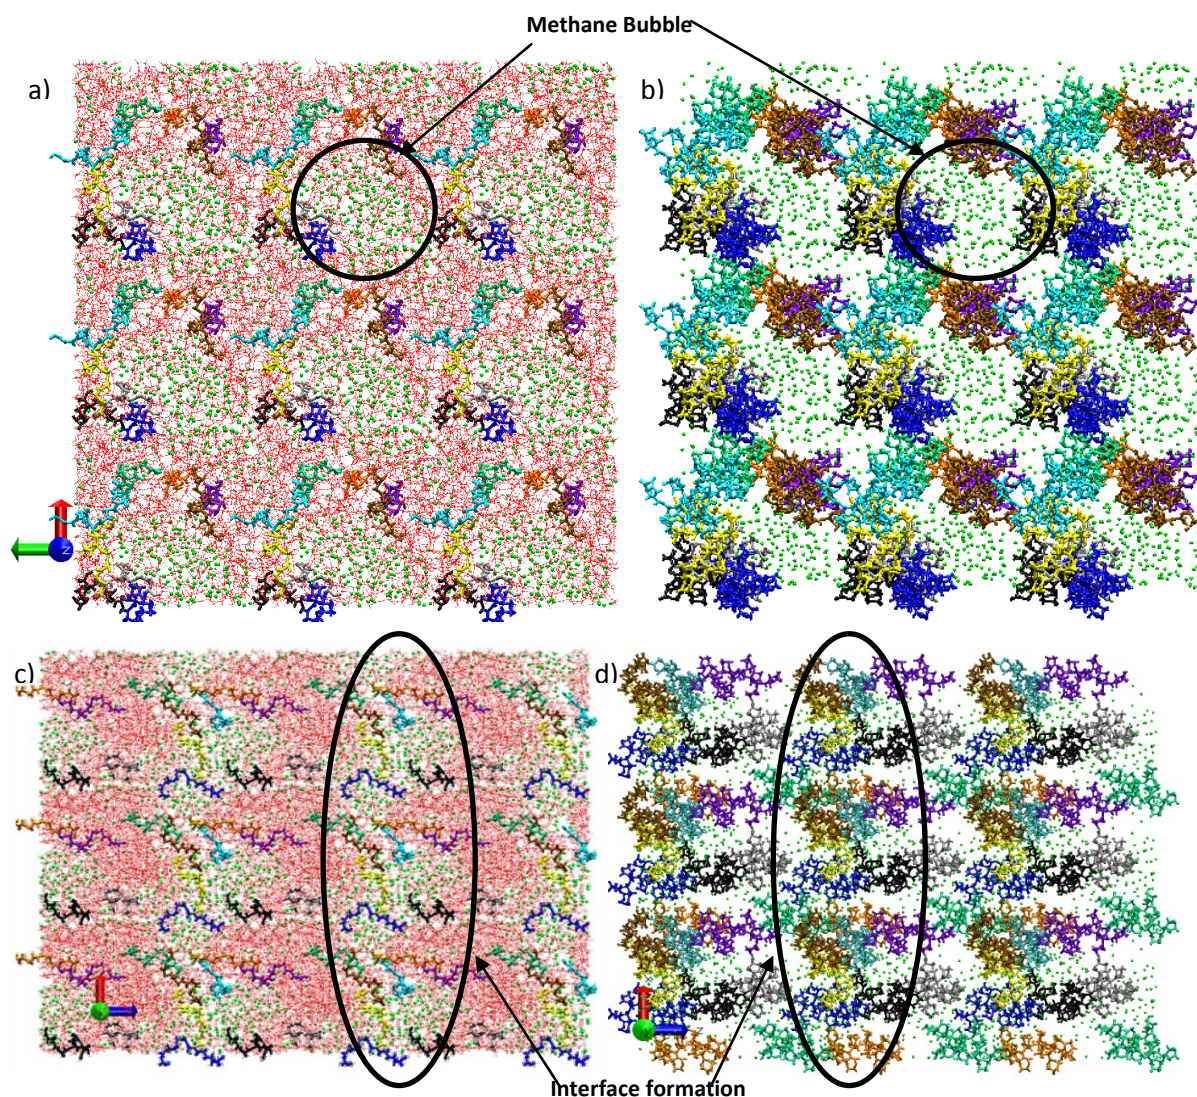 Methane Bubble
a)
b)
Z
c)
d)
Interface formation